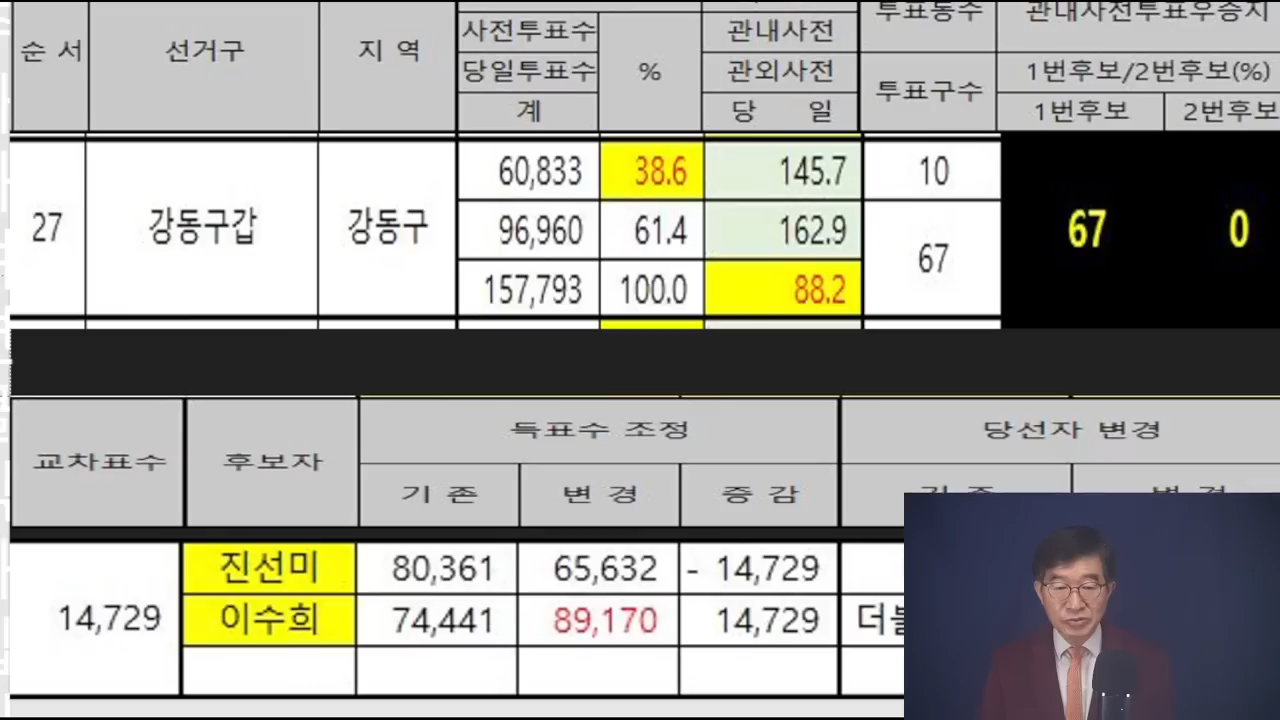 순 서 선거구 지 역 사전투표수 당일투표수 계 % 관내사전 관외사전 당 일 투표동수 투표구수 관내사전투표우승지
1번후보/2번후보(%)
1번후보 2번후보
27 강동구갑 강동구
60,833 38.6 145.7 10
96,960 61.4 162.9 67
157,793 100.0 88.2
67 0
교차표수 후보자 득표수 조정 당선자 변경
기 존 변 경 증 감
14,729
진선미 80,361 65,632 - 14,729
이수희 74,441 89,170 14,729